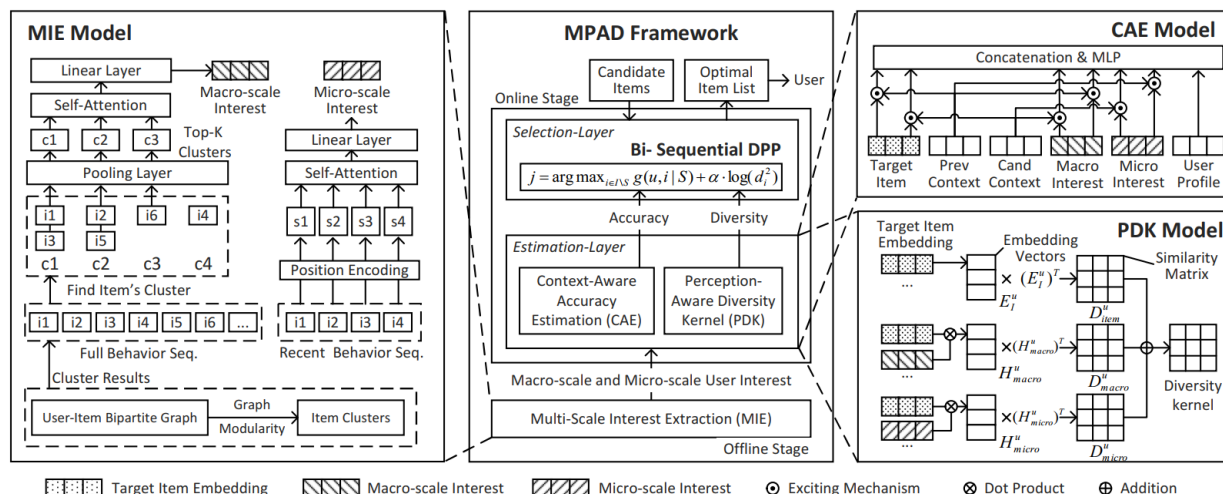 MIE Model
Linear Layer
Macro-scale
Interest
Micro-scale
Interest
Self-Attention
Linear Layer
c1 c2 c3
Top-K
Clusters
Self-Attention
Pooling Layer
i1 i2 i6 i4
i3 i5
s1 s2 s3 s4
c1 c2 c3 c4
Position Encoding
Find Item's Cluster
i1 i2 i3 i4 i5 i6 ...
i1 i2 i3 i4
Full Behavior Seq.
Recent Behavior Seq.
Cluster Results
User-Item Bipartite Graph
Graph
Modularity
Item Clusters
MPAD Framework
Candidate
Items
Optimal
Item List
User
Online Stage
Selection-Layer
Bi- Sequential DPP
j = arg max_{i∈I\S} g(u,i | S) + α · log(d_i^2)
Accuracy
Diversity
Estimation-Layer
Context-Aware
Accuracy
Estimation (CAE)
Perception-
Aware Diversity
Kernel (PDK)
Macro-scale and Micro-scale User Interest
Multi-Scale Interest Extraction (MIE)
Offline Stage
CAE Model
Concatenation & MLP
Target
Item
Prev
Context
Cand
Context
Macro
Interest
Micro
Interest
User
Profile
PDK Model
Target Item
Embedding
...
Embedding
Vectors
Similarity
Matrix
E_I^u
× (E_I^u)^T
D_item^u
...
H_macro^u
×(H_macro^u)^T
D_macro^u
Diversity
kernel
...
H_micro^u
×(H_micro^u)^T
D_micro^u
Target Item Embedding
Macro-scale Interest
Micro-scale Interest
Exciting Mechanism
Dot Product
Addition